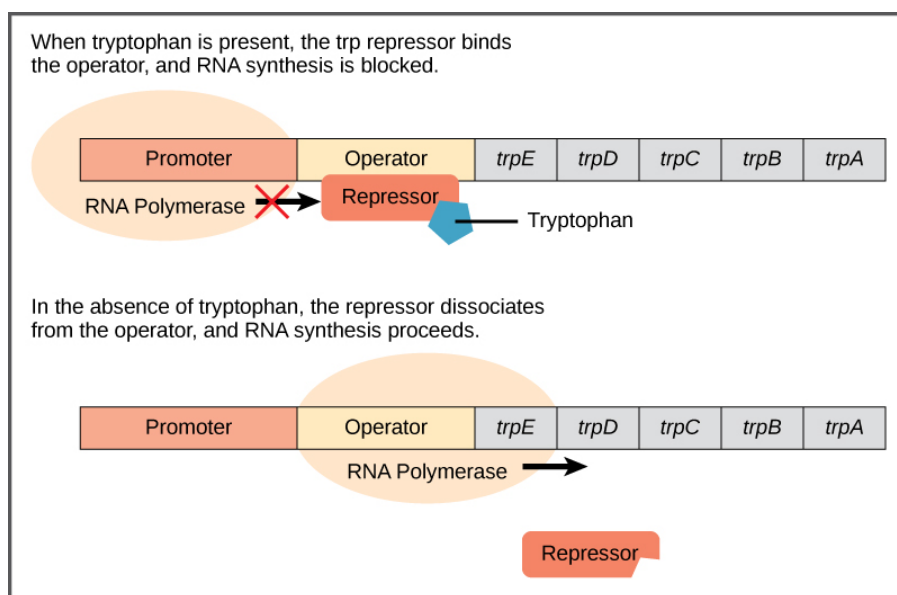 When tryptophan is present, the trp repressor binds
the operator, and RNA synthesis is blocked.
Promoter Operator trpE trpD trpC trpB trpA
RNA Polymerase Repressor
Tryptophan
In the absence of tryptophan, the repressor dissociates
from the operator, and RNA synthesis proceeds.
Promoter Operator trpE trpD trpC trpB trpA
RNA Polymerase
Repressor